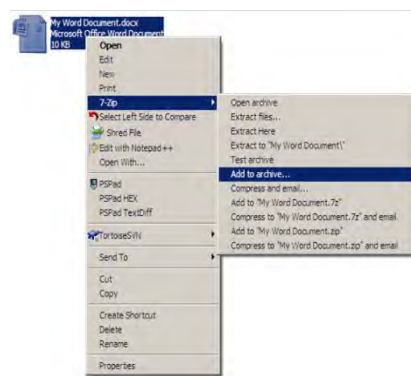 My Word Document.docx
Microsoft Office Word Document
10 KB
Open
Edit
New
Print
7-Zip
Select Left Side to Compare
Shred File
Edit with Notepad++
Open With...
PSPad
PSPad HEX
PSPad TextDiff
TortoiseSVN
Send To
Cut
Copy
Create Shortcut
Delete
Rename
Properties
Open archive
Extract files...
Extract Here
Extract to "My Word Document\"
Test archive
Add to archive...
Compress and email...
Add to "My Word Document.7z"
Compress to "My Word Document.7z" and email
Add to "My Word Document.zip"
Compress to "My Word Document.zip" and email